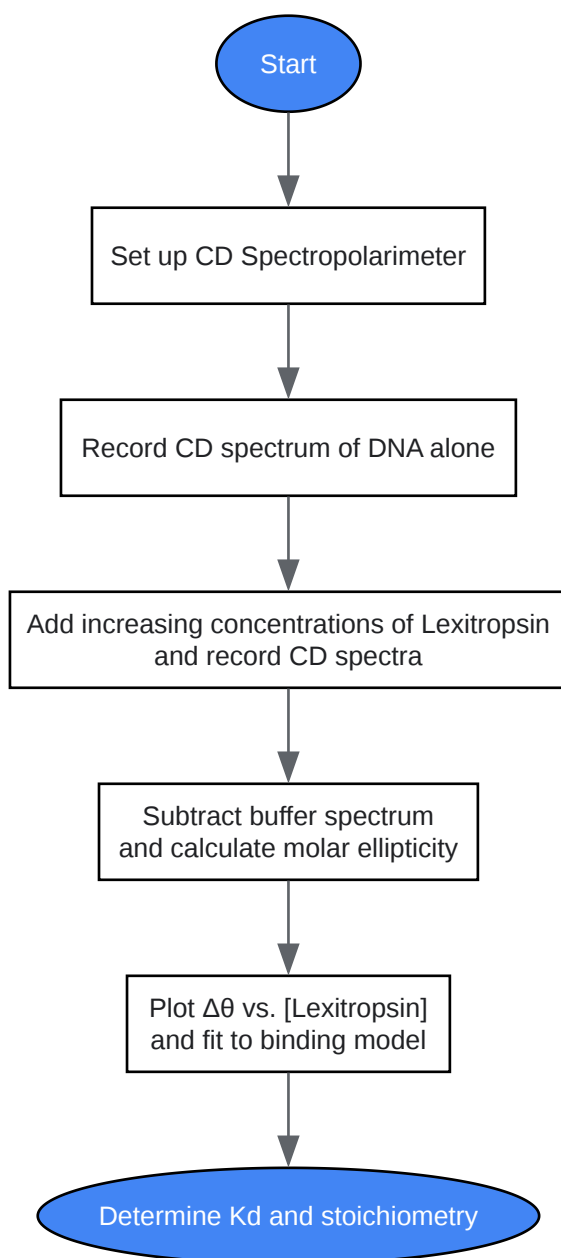 Start
Set up CD Spectropolarimeter
Record CD spectrum of DNA alone
Add increasing concentrations of Lexitropsin
and record CD spectra
Subtract buffer spectrum
and calculate molar ellipticity
Plot Δθ vs. [Lexitropsin]
and fit to binding model
Determine Kd and stoichiometry